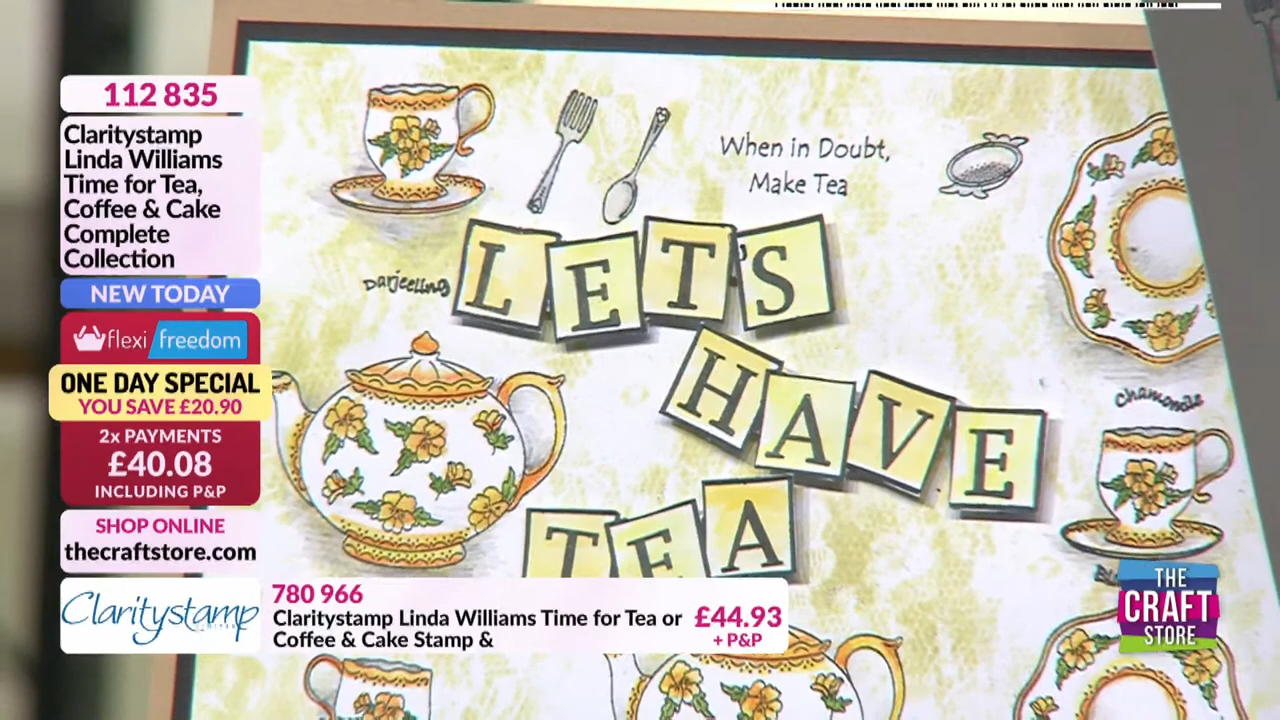 112 835
Claritystamp
Linda Williams
Time for Tea,
Coffee & Cake
Complete
Collection
NEW TODAY
flexi freedom
ONE DAY SPECIAL
YOU SAVE £20.90
2x PAYMENTS
£40.08
INCLUDING P&P
SHOP ONLINE
thecraftstore.com
Claritystamp
780 966
Claritystamp Linda Williams Time for Tea or
Coffee & Cake Stamp &
£44.93
+ P&P
When in Doubt,
Make Tea
Darjeeling
LET'S
HAVE
TEA
Chamomile
THE
CRAFT
STORE